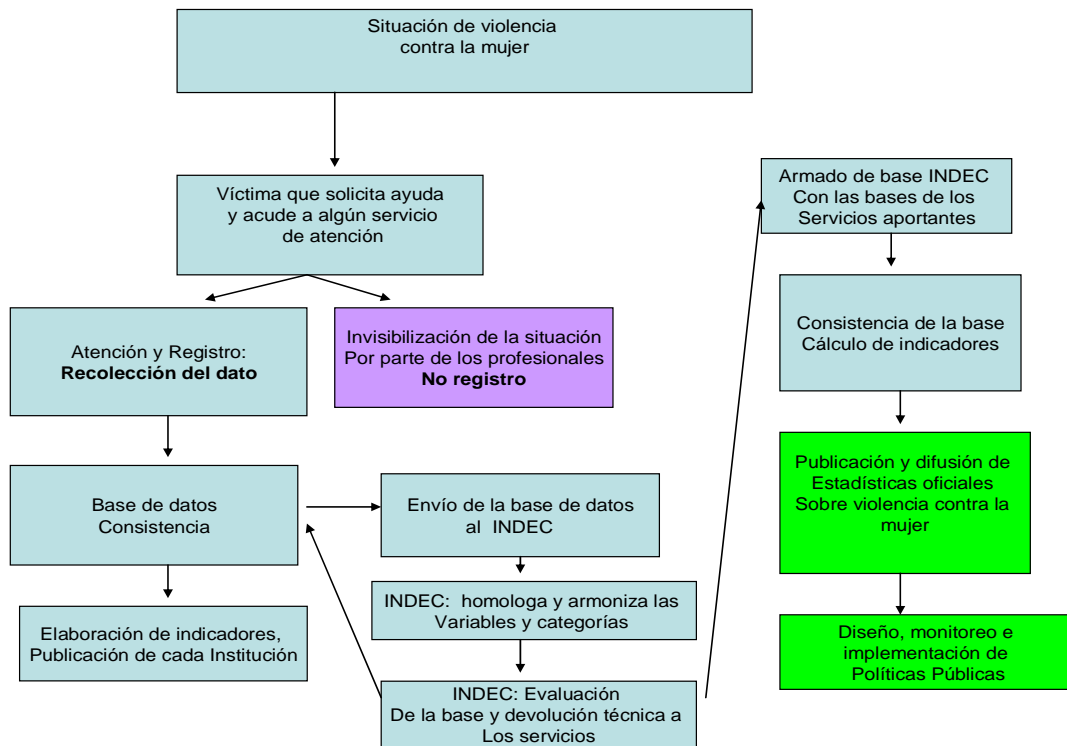 Situación de violencia
contra la mujer
Víctima que solicita ayuda
y acude a algún servicio
de atención
Atención y Registro:
Recolección del dato
Invisibilización de la situación
Por parte de los profesionales
No registro
Base de datos
Consistencia
Envío de la base de datos
al INDEC
Elaboración de indicadores,
Publicación de cada Institución
INDEC: homologa y armoniza las
Variables y categorías
INDEC: Evaluación
De la base y devolución técnica a
Los servicios
Armado de base INDEC
Con las bases de los
Servicios aportantes
Consistencia de la base
Cálculo de indicadores
Publicación y difusión de
Estadísticas oficiales
Sobre violencia contra la
mujer
Diseño, monitoreo e
implementación de
Políticas Públicas